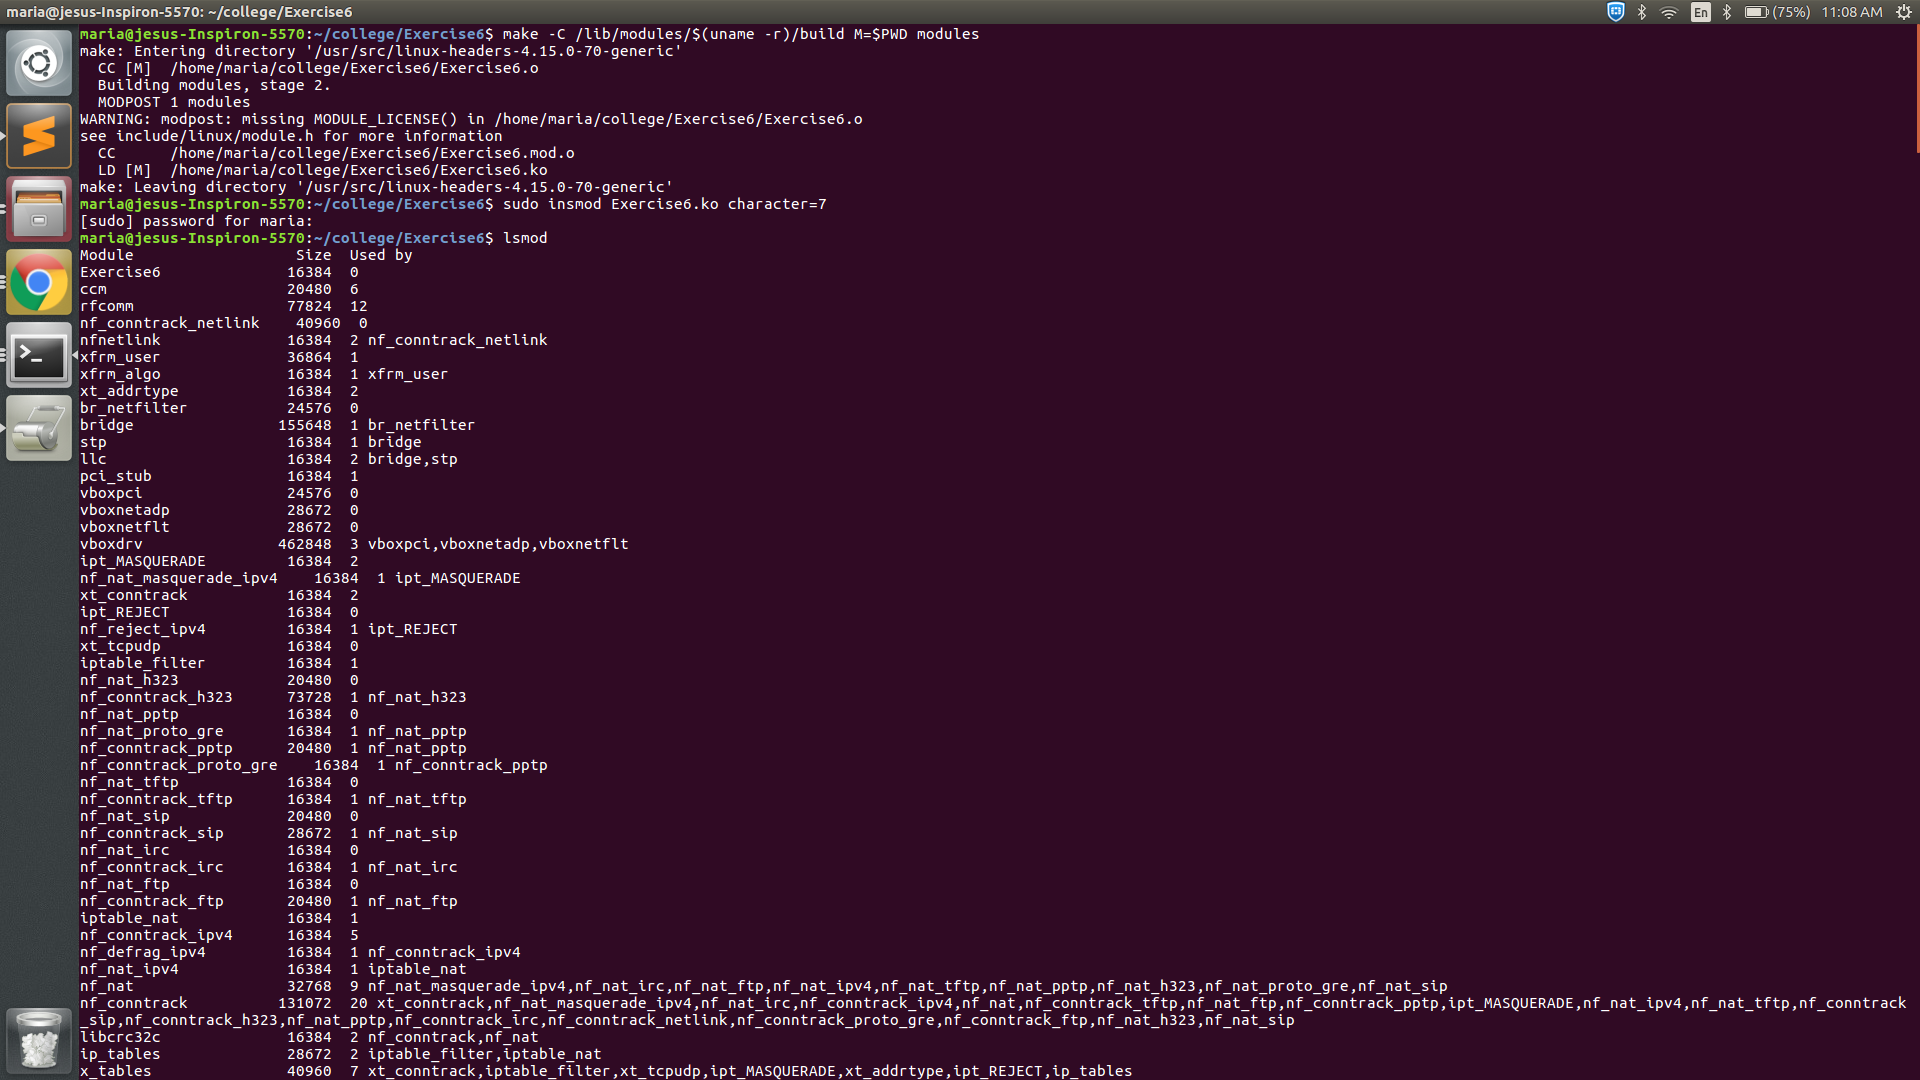 maria@jesus-Inspiron-5570: ~/college/Exercise6
En
(75%)
11:08 AM
maria@jesus-Inspiron-5570:~/college/Exercise6$ make -C /lib/modules/$(uname -r)/build M=$PWD modules
make: Entering directory '/usr/src/linux-headers-4.15.0-70-generic'
  CC [M]  /home/maria/college/Exercise6/Exercise6.o
  Building modules, stage 2.
  MODPOST 1 modules
WARNING: modpost: missing MODULE_LICENSE() in /home/maria/college/Exercise6/Exercise6.o
see include/linux/module.h for more information
  CC      /home/maria/college/Exercise6/Exercise6.mod.o
  LD [M]  /home/maria/college/Exercise6/Exercise6.ko
make: Leaving directory '/usr/src/linux-headers-4.15.0-70-generic'
maria@jesus-Inspiron-5570:~/college/Exercise6$ sudo insmod Exercise6.ko character=7
[sudo] password for maria:
maria@jesus-Inspiron-5570:~/college/Exercise6$ lsmod
Module                  Size  Used by
Exercise6              16384  0
ccm                    20480  6
rfcomm                 77824  12
nf_conntrack_netlink    40960  0
nfnetlink              16384  2 nf_conntrack_netlink
xfrm_user              36864  1
xfrm_algo              16384  1 xfrm_user
xt_addrtype            16384  2
br_netfilter           24576  0
bridge                155648  1 br_netfilter
stp                    16384  1 bridge
llc                    16384  2 bridge,stp
pci_stub               16384  1
vboxpci                24576  0
vboxnetadp             28672  0
vboxnetflt             28672  0
vboxdrv               462848  3 vboxpci,vboxnetadp,vboxnetflt
ipt_MASQUERADE         16384  2
nf_nat_masquerade_ipv4    16384  1 ipt_MASQUERADE
xt_conntrack           16384  2
ipt_REJECT             16384  0
nf_reject_ipv4         16384  1 ipt_REJECT
xt_tcpudp              16384  0
iptable_filter         16384  1
nf_nat_h323            20480  0
nf_conntrack_h323      73728  1 nf_nat_h323
nf_nat_pptp            16384  0
nf_nat_proto_gre       16384  1 nf_nat_pptp
nf_conntrack_pptp      20480  1 nf_nat_pptp
nf_conntrack_proto_gre    16384  1 nf_conntrack_pptp
nf_nat_tftp            16384  0
nf_conntrack_tftp      16384  1 nf_nat_tftp
nf_nat_sip             20480  0
nf_conntrack_sip       28672  1 nf_nat_sip
nf_nat_irc             16384  0
nf_conntrack_irc       16384  1 nf_nat_irc
nf_nat_ftp             16384  0
nf_conntrack_ftp       20480  1 nf_nat_ftp
iptable_nat            16384  1
nf_conntrack_ipv4      16384  5
nf_defrag_ipv4         16384  1 nf_conntrack_ipv4
nf_nat_ipv4            16384  1 iptable_nat
nf_nat                 32768  9 nf_nat_masquerade_ipv4,nf_nat_irc,nf_nat_ftp,nf_nat_ipv4,nf_nat_tftp,nf_nat_pptp,nf_nat_h323,nf_nat_proto_gre,nf_nat_sip
nf_conntrack          131072  20 xt_conntrack,nf_nat_masquerade_ipv4,nf_nat_irc,nf_conntrack_ipv4,nf_nat,nf_conntrack_tftp,nf_nat_ftp,nf_conntrack_pptp,ipt_MASQUERADE,nf_nat_ipv4,nf_nat_tftp,nf_conntrack
_sip,nf_conntrack_h323,nf_nat_pptp,nf_conntrack_irc,nf_conntrack_netlink,nf_conntrack_proto_gre,nf_conntrack_ftp,nf_nat_h323,nf_nat_sip
libcrc32c              16384  2 nf_conntrack,nf_nat
ip_tables              28672  2 iptable_filter,iptable_nat
x_tables               40960  7 xt_conntrack,iptable_filter,xt_tcpudp,ipt_MASQUERADE,xt_addrtype,ipt_REJECT,ip_tables